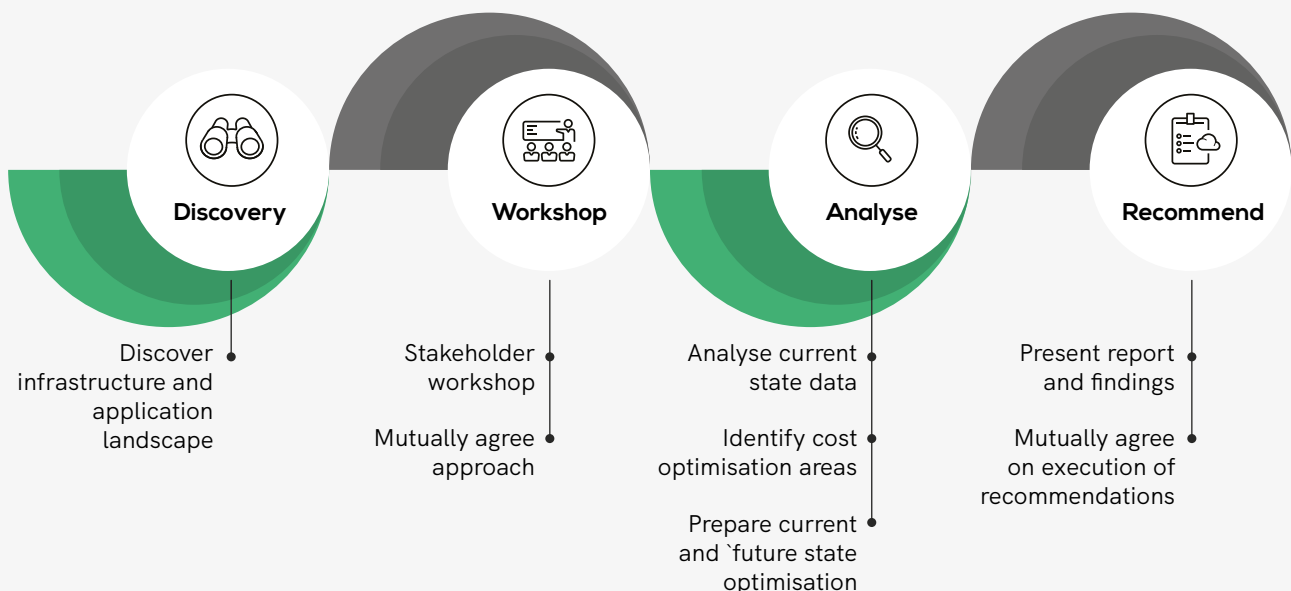 Discovery
Discover
infrastructure and
application
landscape
Workshop
Stakeholder
workshop
Mutually agree
approach
Analyse
Analyse current
state data
Identify cost
optimisation areas
Prepare current
and `future state
optimisation
Recommend
Present report
and findings
Mutually agree
on execution of
recommendations